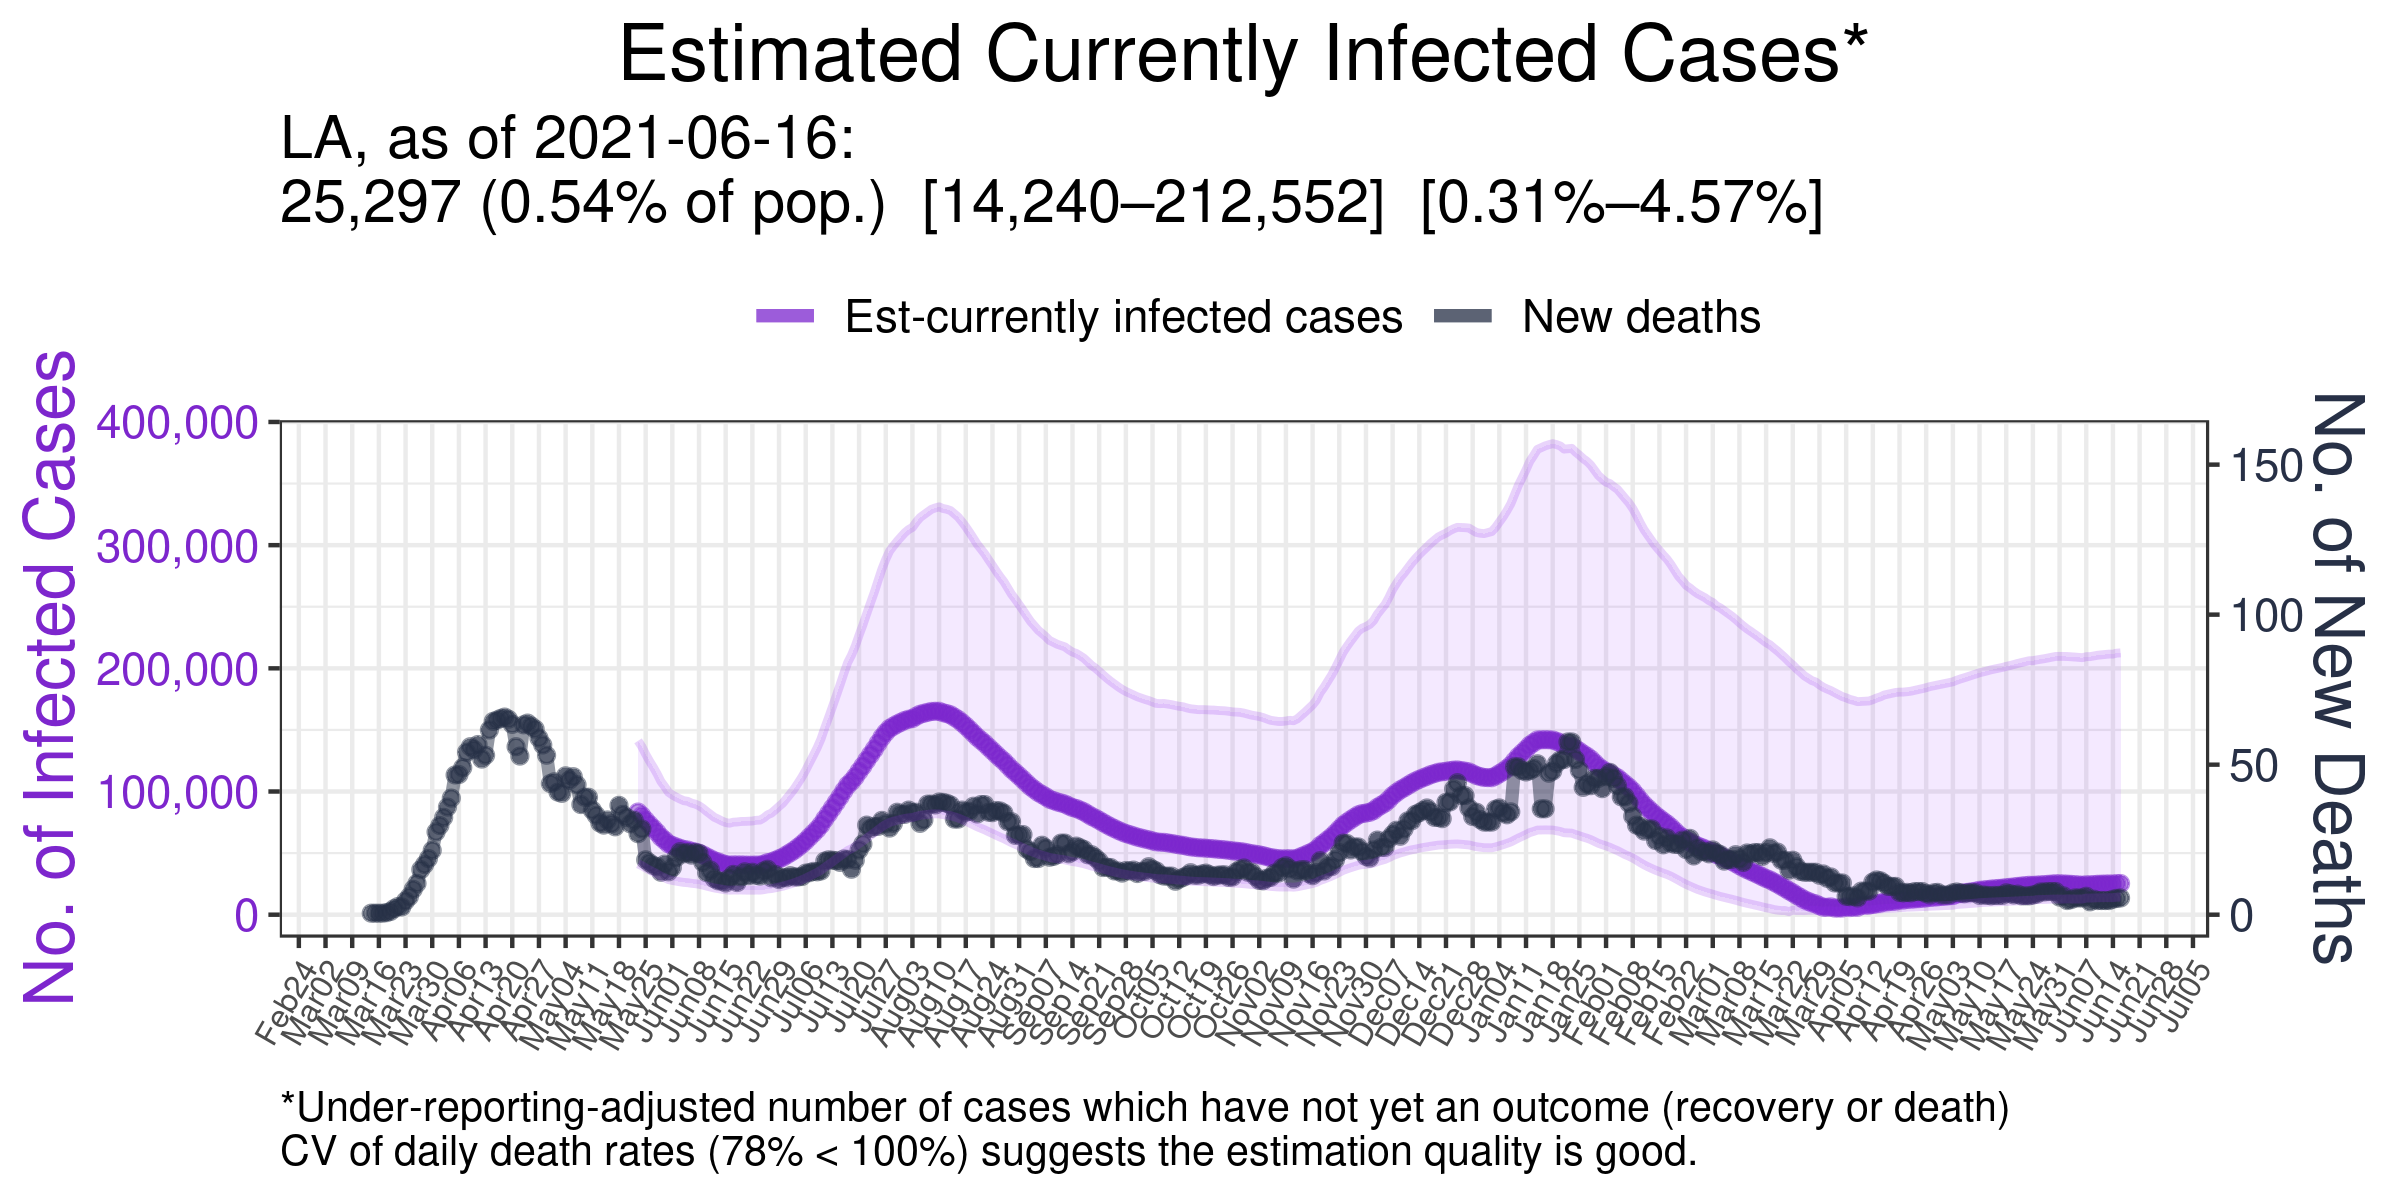 Estimated Currently Infected Cases*
LA, as of 2021-06-16:
25,297 (0.54% of pop.) [14,240–212,552] [0.31%–4.57%]
Est-currently infected cases
New deaths
No. of Infected Cases
400,000
300,000
200,000
100,000
0
No. of New Deaths
150
100
50
0
Feb24
Mar02
Mar09
Mar16
Mar23
Mar30
Apr06
Apr13
Apr20
Apr27
May04
May11
May18
May25
Jun01
Jun08
Jun15
Jun22
Jun29
Jul06
Jul13
Jul20
Jul27
Aug03
Aug10
Aug17
Aug24
Aug31
Sep07
Sep14
Sep21
Sep28
Oct05
Oct12
Oct19
Oct26
Nov02
Nov09
Nov16
Nov23
Nov30
Dec07
Dec14
Dec21
Dec28
Jan04
Jan11
Jan18
Jan25
Feb01
Feb08
Feb15
Feb22
Mar01
Mar08
Mar15
Mar22
Mar29
Apr05
Apr12
Apr19
Apr26
May03
May10
May17
May24
May31
Jun07
Jun14
Jun21
Jun28
Jul05
*Under-reporting-adjusted number of cases which have not yet an outcome (recovery or death)
CV of daily death rates (78% < 100%) suggests the estimation quality is good.